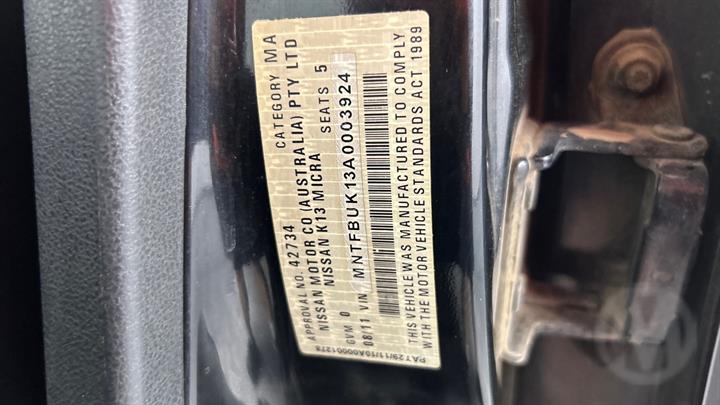 APPROVAL NO. 42734 CATEGORY MA
NISSAN MOTOR CO (AUSTRALIA) PTY LTD
NISSAN K13 MICRA SEATS 5
GVM 0
08/11 VIN MNTFBUK13A0003924
THIS VEHICLE WAS MANUFACTURED TO COMPLY
WITH THE MOTOR VEHICLE STANDARDS ACT 1989